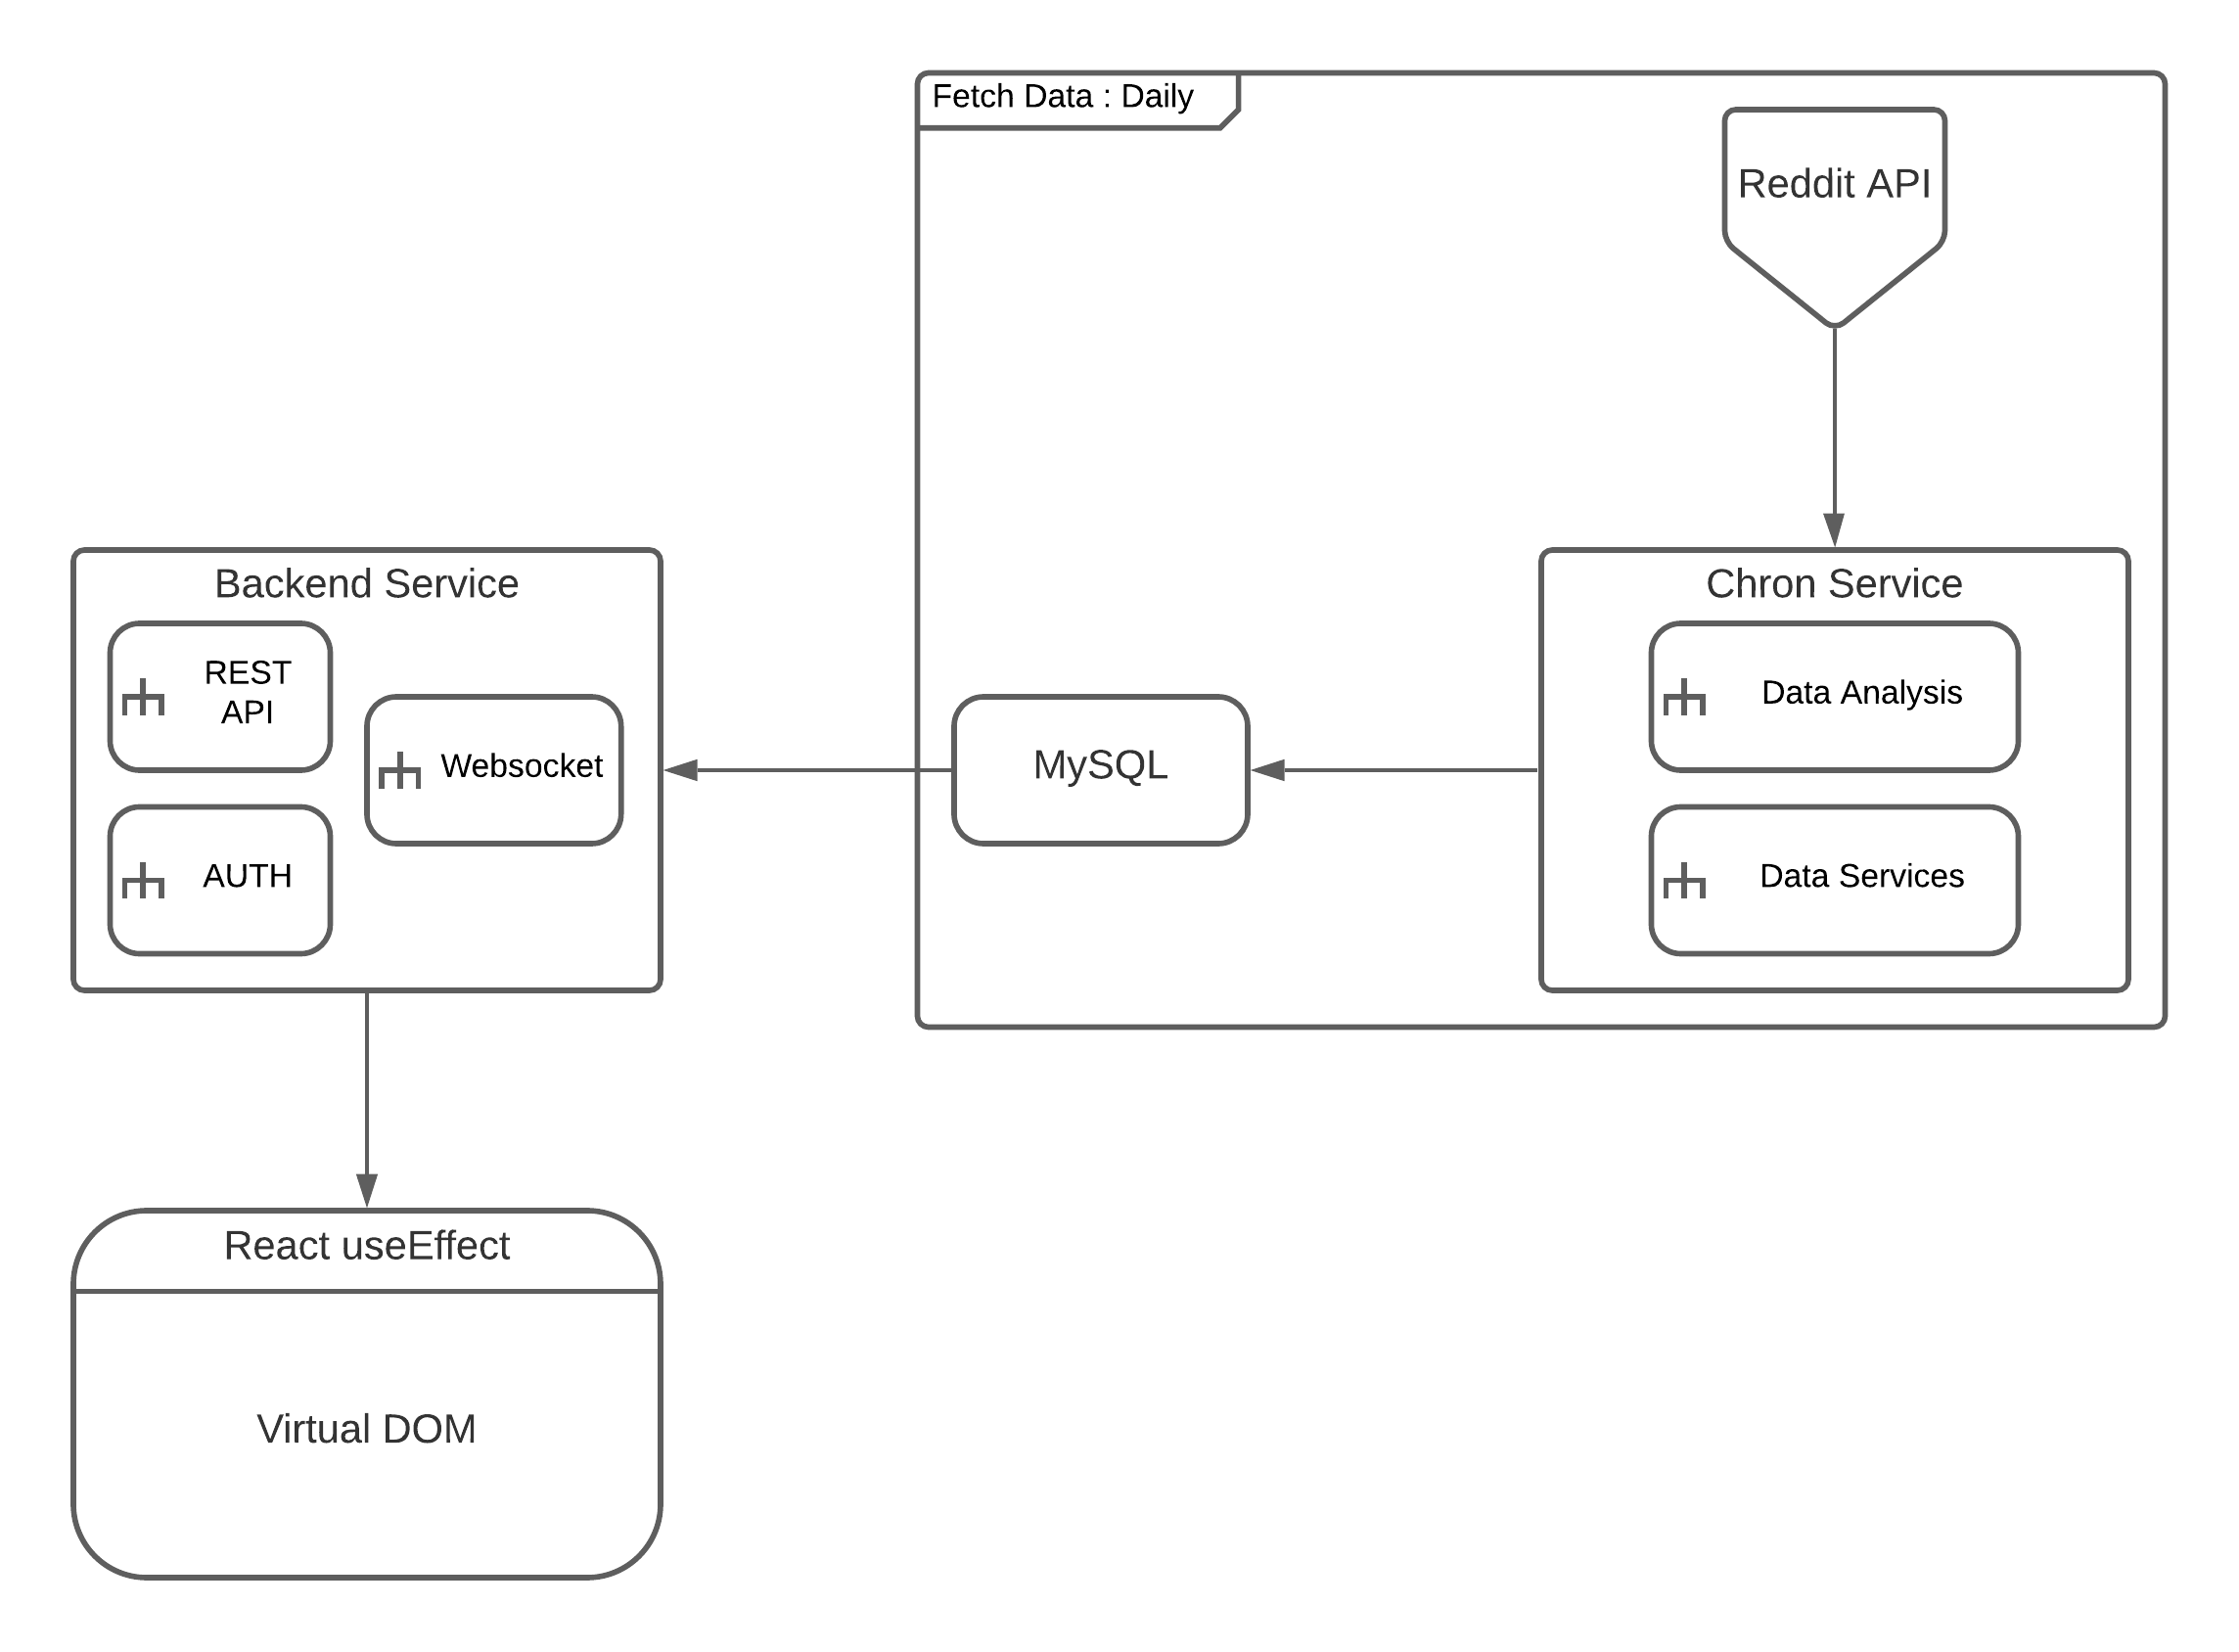 Fetch Data : Daily
Reddit API
Backend Service
REST
API
Websocket
AUTH
MySQL
Chron Service
Data Analysis
Data Services
React useEffect
Virtual DOM